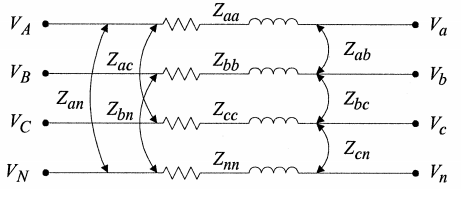 V_A Z_aa V_a
Z_ac Z_ab
V_B Z_bb V_b
Z_an Z_bn Z_bc
V_C Z_cc V_c
Z_cn
V_N Z_nn V_n